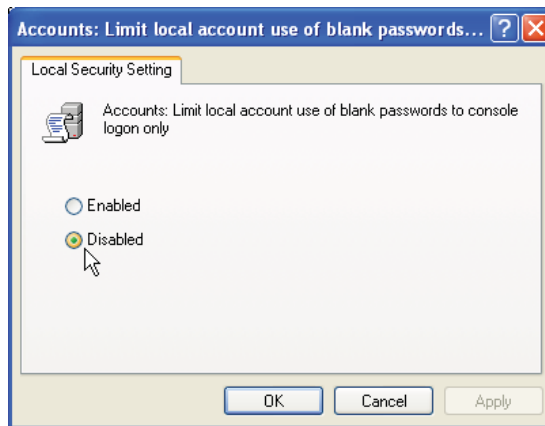 Accounts: Limit local account use of blank passwords...
Local Security Setting
Accounts: Limit local account use of blank passwords to console
logon only
Enabled
Disabled
OK
Cancel
Apply